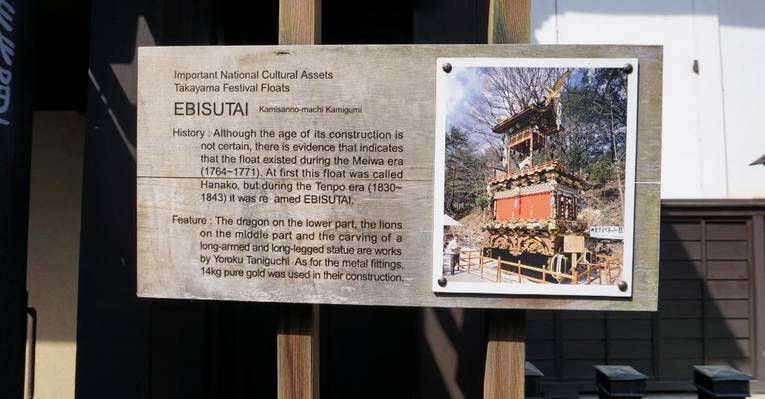 Important National Cultural Assets
Takayama Festival Floats
EBISUTAI Kamisanno-machi Kamigumi
History : Although the age of its construction is
not certain, there is evidence that indicates
that the float existed during the Meiwa era
(1764~1771). At first this float was called
Hanako, but during the Tenpo era (1830~
1843) it was re amed EBISUTAI.
Feature : The dragon on the lower part, the lions
on the middle part and the carving of a
long-armed and long-legged statue are works
by Yoroku Taniguchi As for the metal fittings,
14kg pure gold was used in their construction.